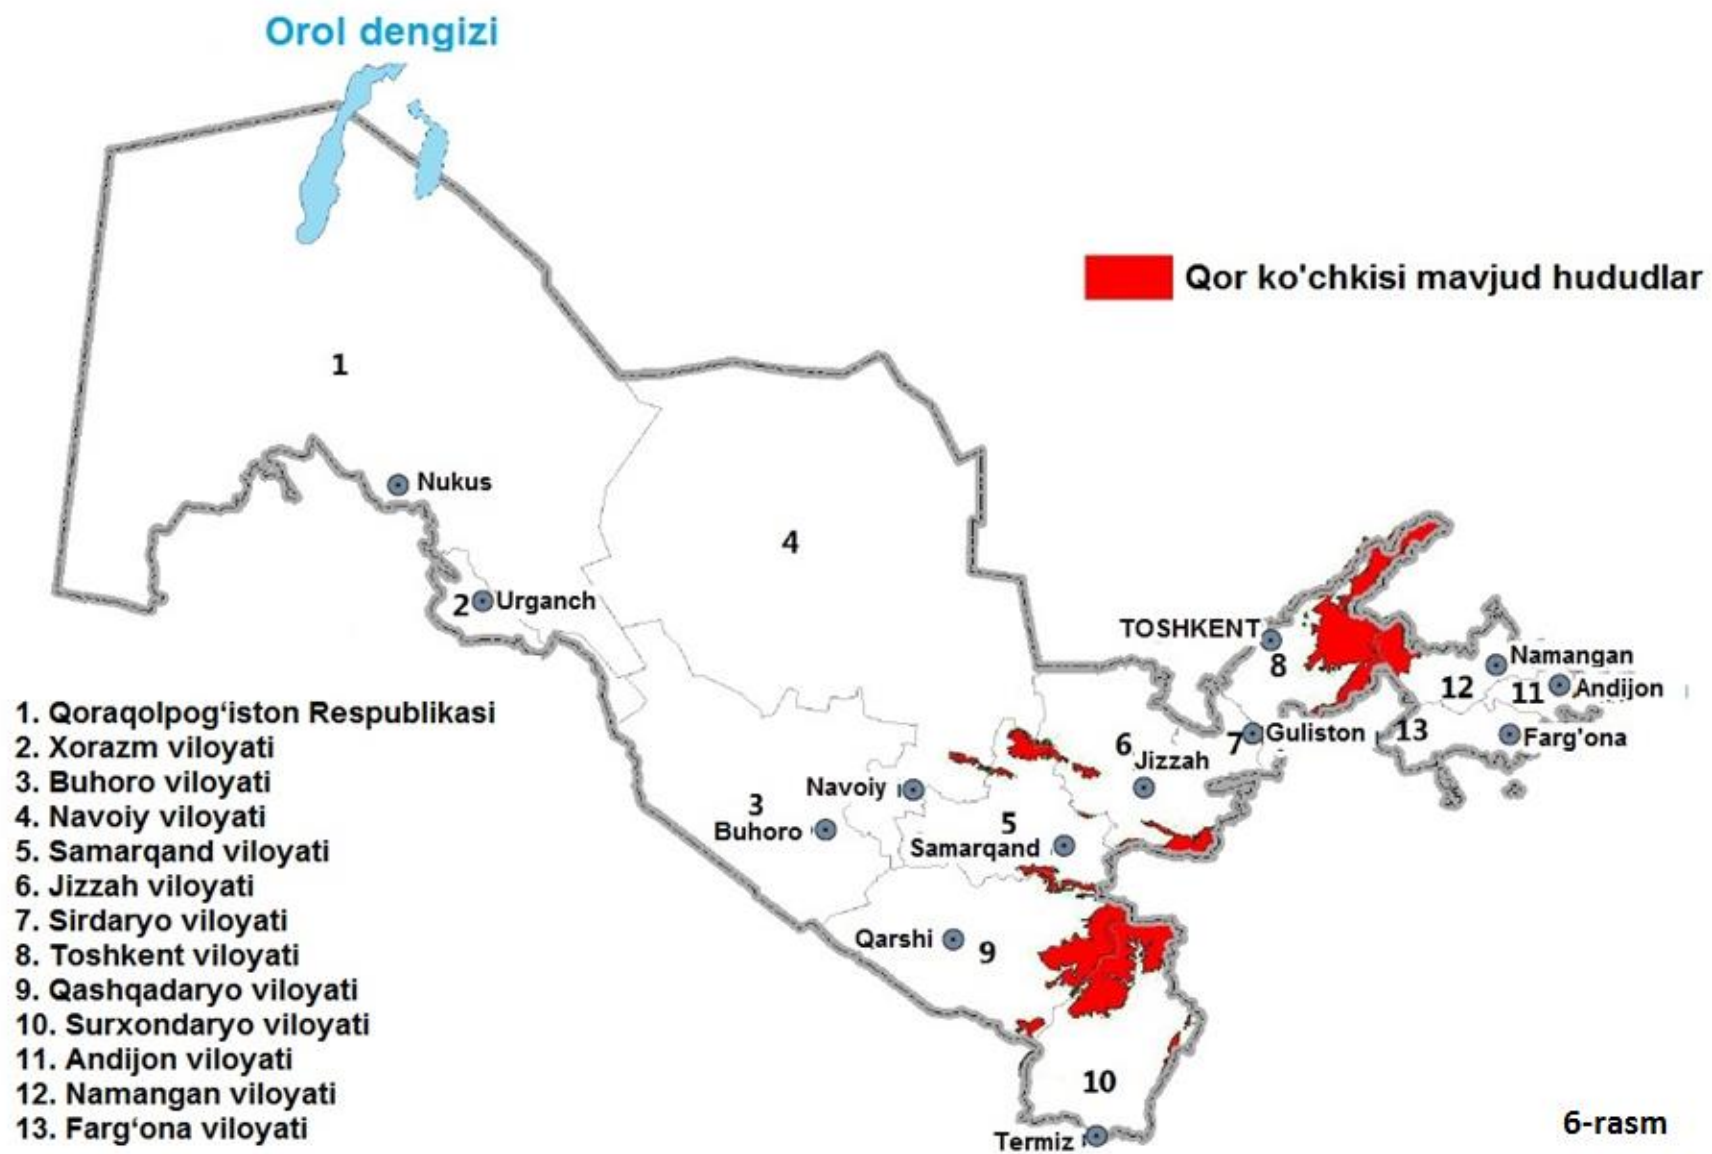 Orol dengizi
Qor ko'chkisi mavjud hududlar
1
Nukus
4
2
Urganch
TOSHKENT
8
Namangan
12
11
Andijon
7
Guliston
13
Farg'ona
6
Jizzah
Navoiy
3
Buhoro
5
Samarqand
Qarshi
9
10
Termiz
1. Qoraqolpog‘iston Respublikasi
2. Xorazm viloyati
3. Buhoro viloyati
4. Navoiy viloyati
5. Samarqand viloyati
6. Jizzah viloyati
7. Sirdaryo viloyati
8. Toshkent viloyati
9. Qashqadaryo viloyati
10. Surxondaryo viloyati
11. Andijon viloyati
12. Namangan viloyati
13. Farg‘ona viloyati
6-rasm